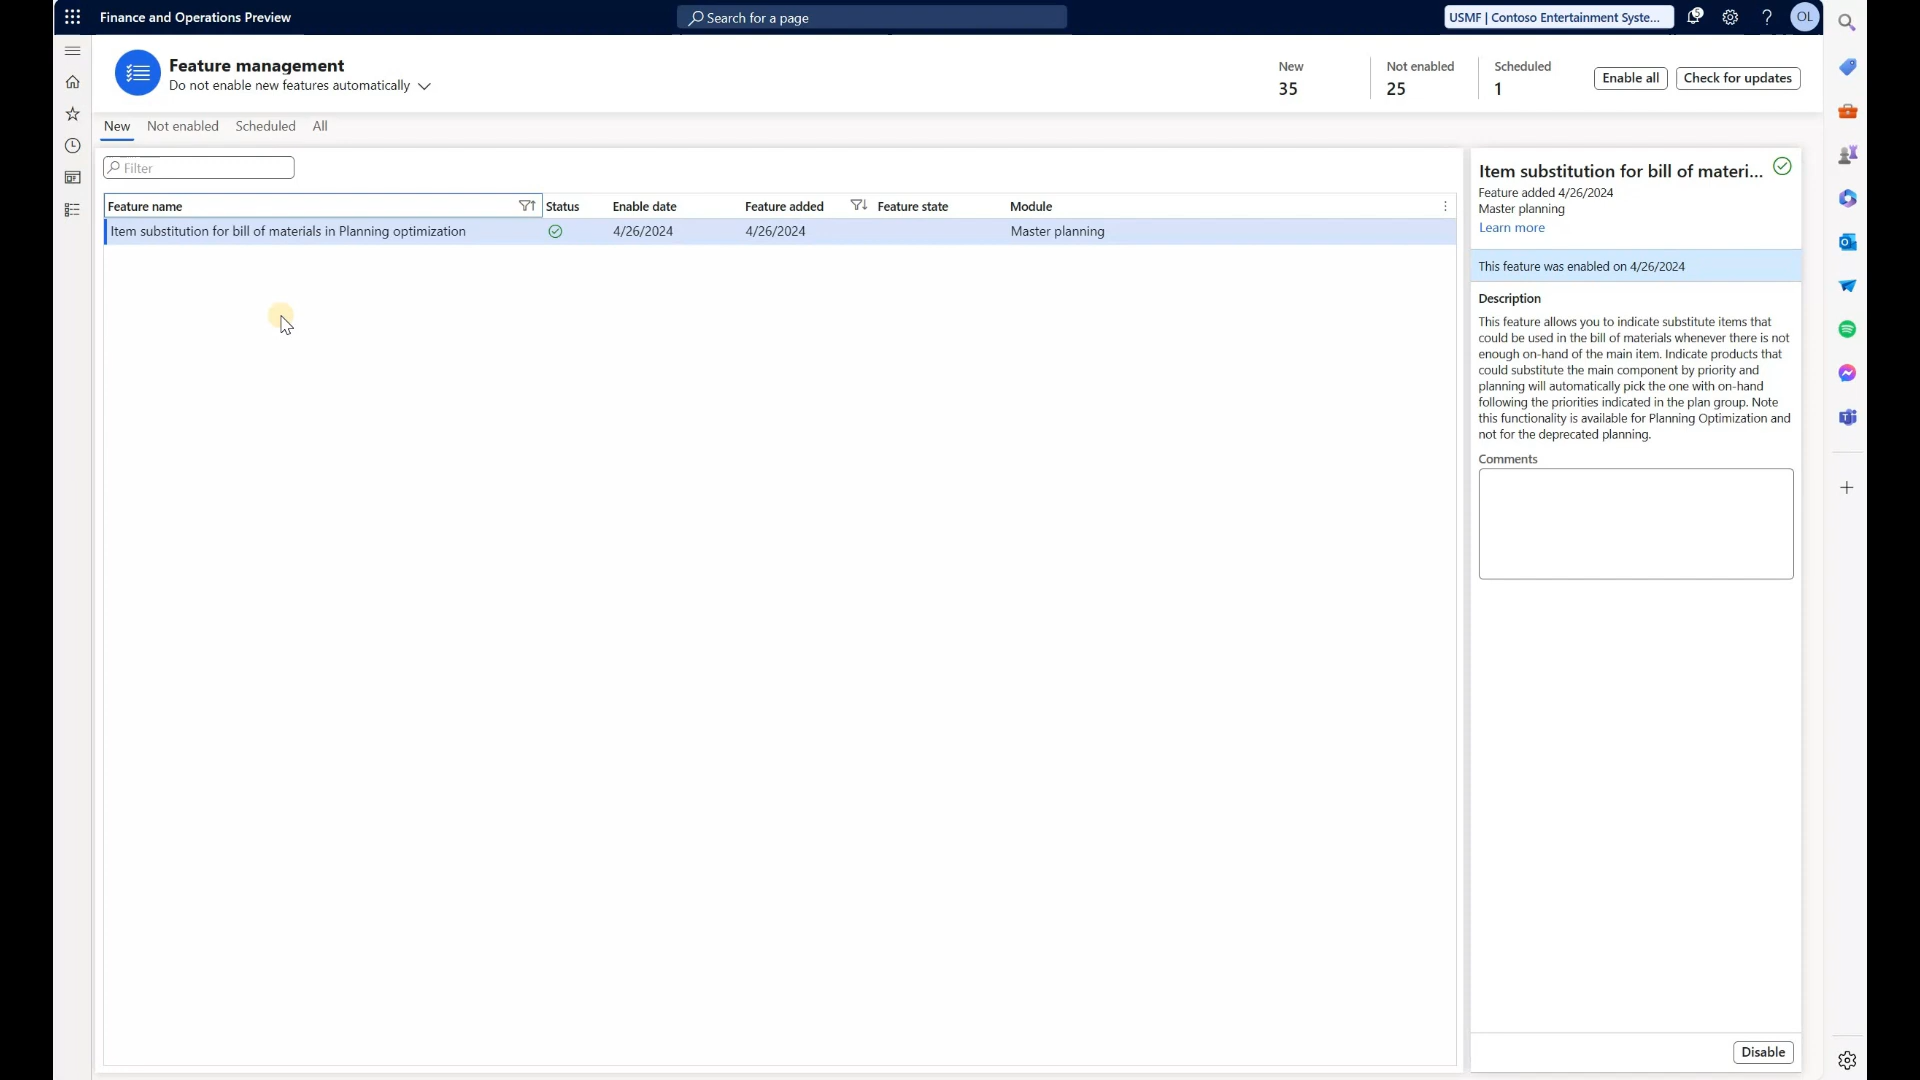 Finance and Operations Preview
Search for a page
USMF | Contoso Entertainment Syste...
5
OL
Feature management
Do not enable new features automatically
New
35
Not enabled
25
Scheduled
1
Enable all
Check for updates
New
Not enabled
Scheduled
All
Filter
Feature name
Status
Enable date
Feature added
Feature state
Module
Item substitution for bill of materials in Planning optimization
4/26/2024
4/26/2024
Master planning
Item substitution for bill of materi...
Feature added 4/26/2024
Master planning
Learn more
This feature was enabled on 4/26/2024
Description
This feature allows you to indicate substitute items that
could be used in the bill of materials whenever there is not
enough on-hand of the main item. Indicate products that
could substitute the main component by priority and
planning will automatically pick the one with on-hand
following the priorities indicated in the plan group. Note
this functionality is available for Planning Optimization and
not for the deprecated planning.
Comments
Disable